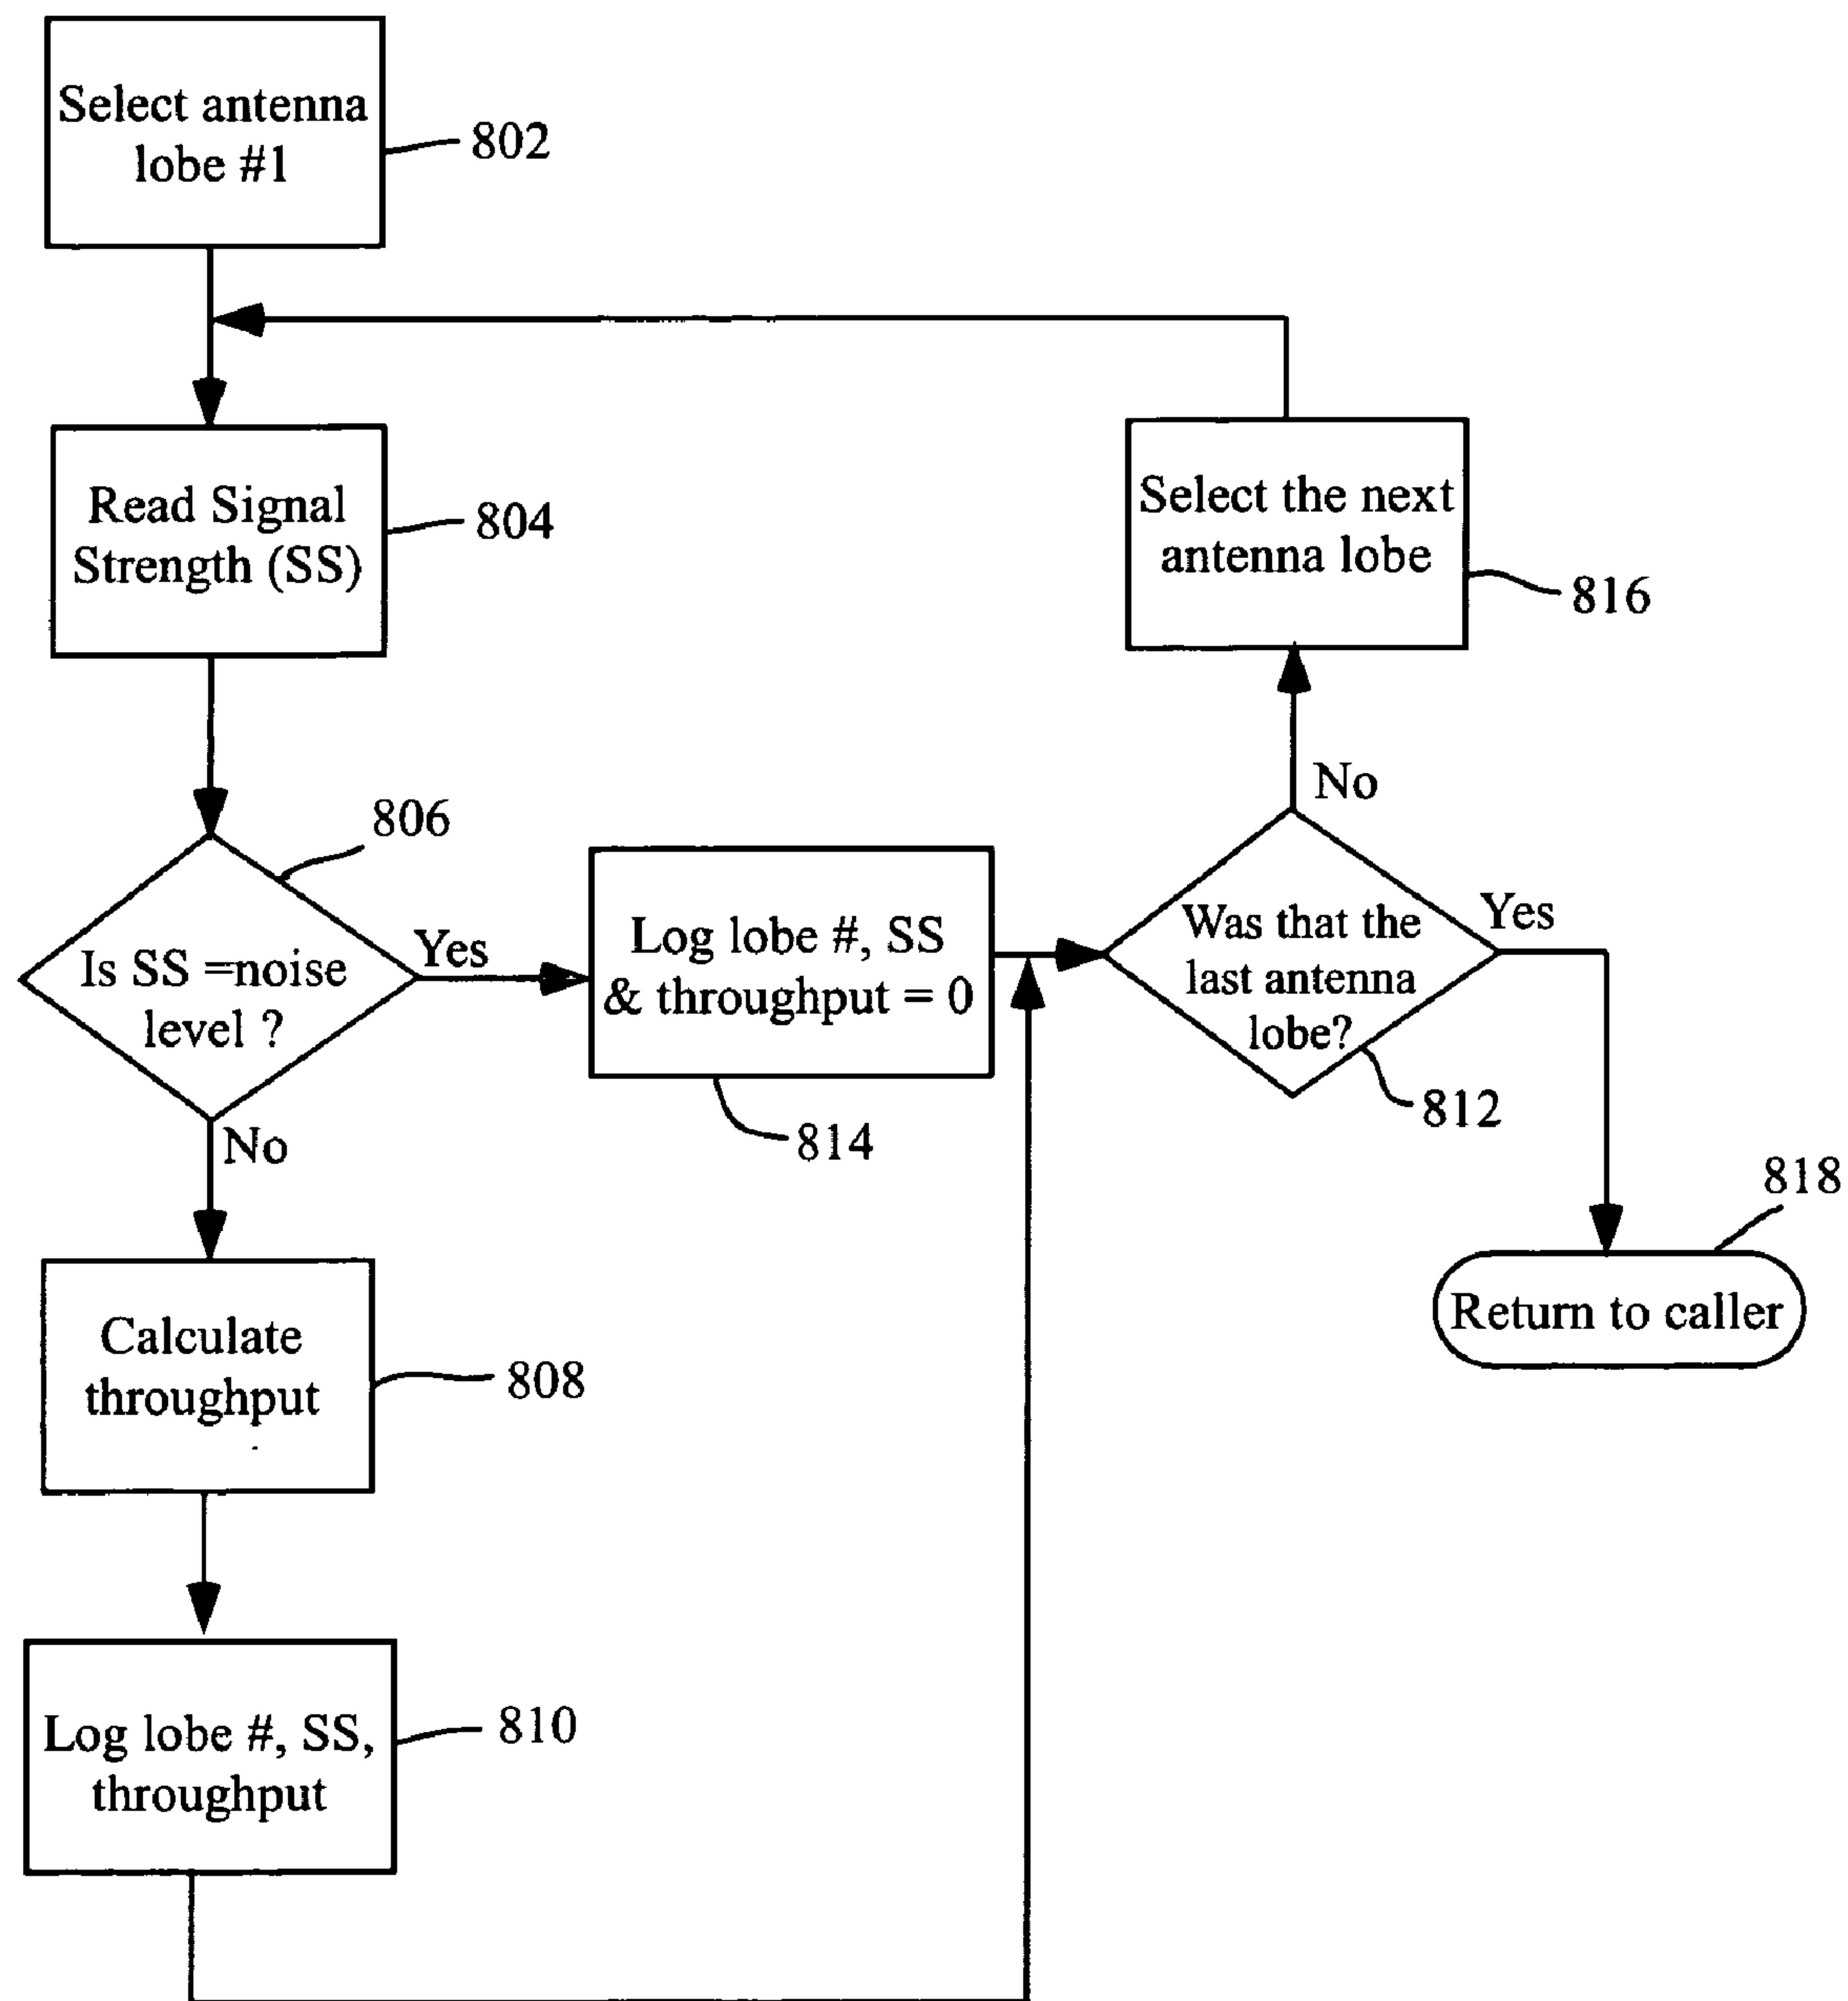 Select antenna
lobe #1
802
Read Signal
Strength (SS)
804
Select the next
antenna lobe
816
806
Is SS =noise
level ?
Yes
No
Log lobe #, SS
& throughput = 0
814
No
Was that the
last antenna
lobe?
Yes
812
818
Return to caller
Calculate
throughput
808
Log lobe #, SS,
throughput
810